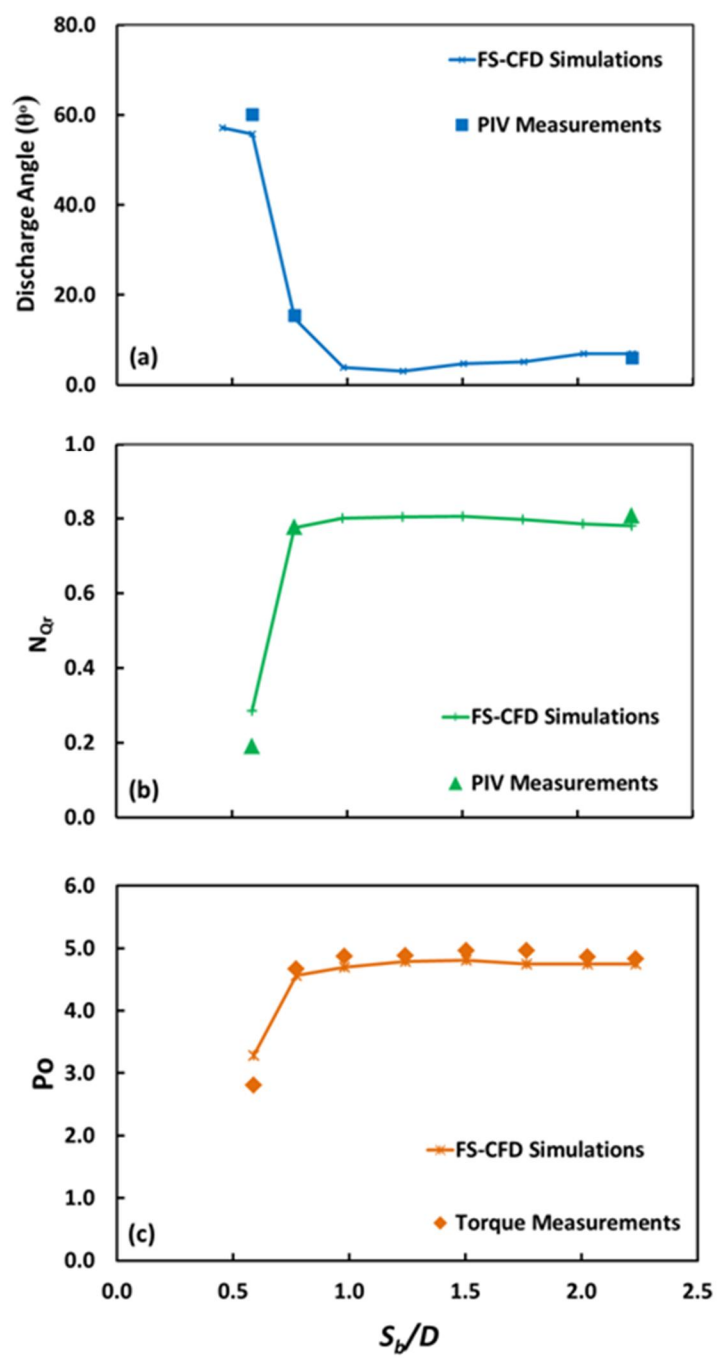 80.0
60.0
40.0
20.0
0.0
Discharge Angle (θº)
FS-CFD Simulations
PIV Measurements
(a)
1.0
0.8
0.6
0.4
0.2
0.0
NQr
FS-CFD Simulations
PIV Measurements
(b)
6.0
5.0
4.0
3.0
2.0
1.0
0.0
Po
FS-CFD Simulations
Torque Measurements
(c)
0.0 0.5 1.0 1.5 2.0 2.5
Sb/D